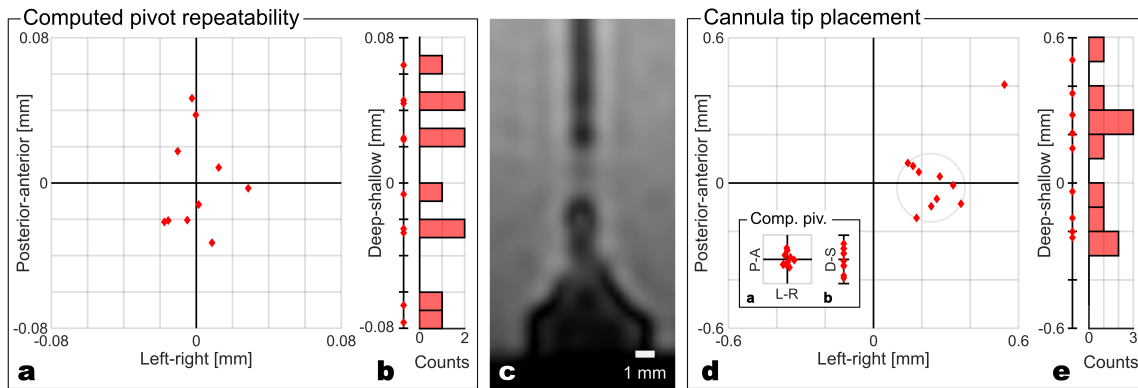 Computed pivot repeatability
0.08
Posterior-anterior [mm]
0
-0.08
-0.08
0
0.08
Left-right [mm]
a
0.08
Deep-shallow [mm]
0
-0.08
0
2
Counts
b
1 mm
c
Cannula tip placement
0.6
Posterior-anterior [mm]
0
-0.6
-0.6
0
0.6
Left-right [mm]
Comp. piv.
P-A
L-R
a
D-S
b
d
0.6
Deep-shallow [mm]
0
-0.6
0
3
Counts
e